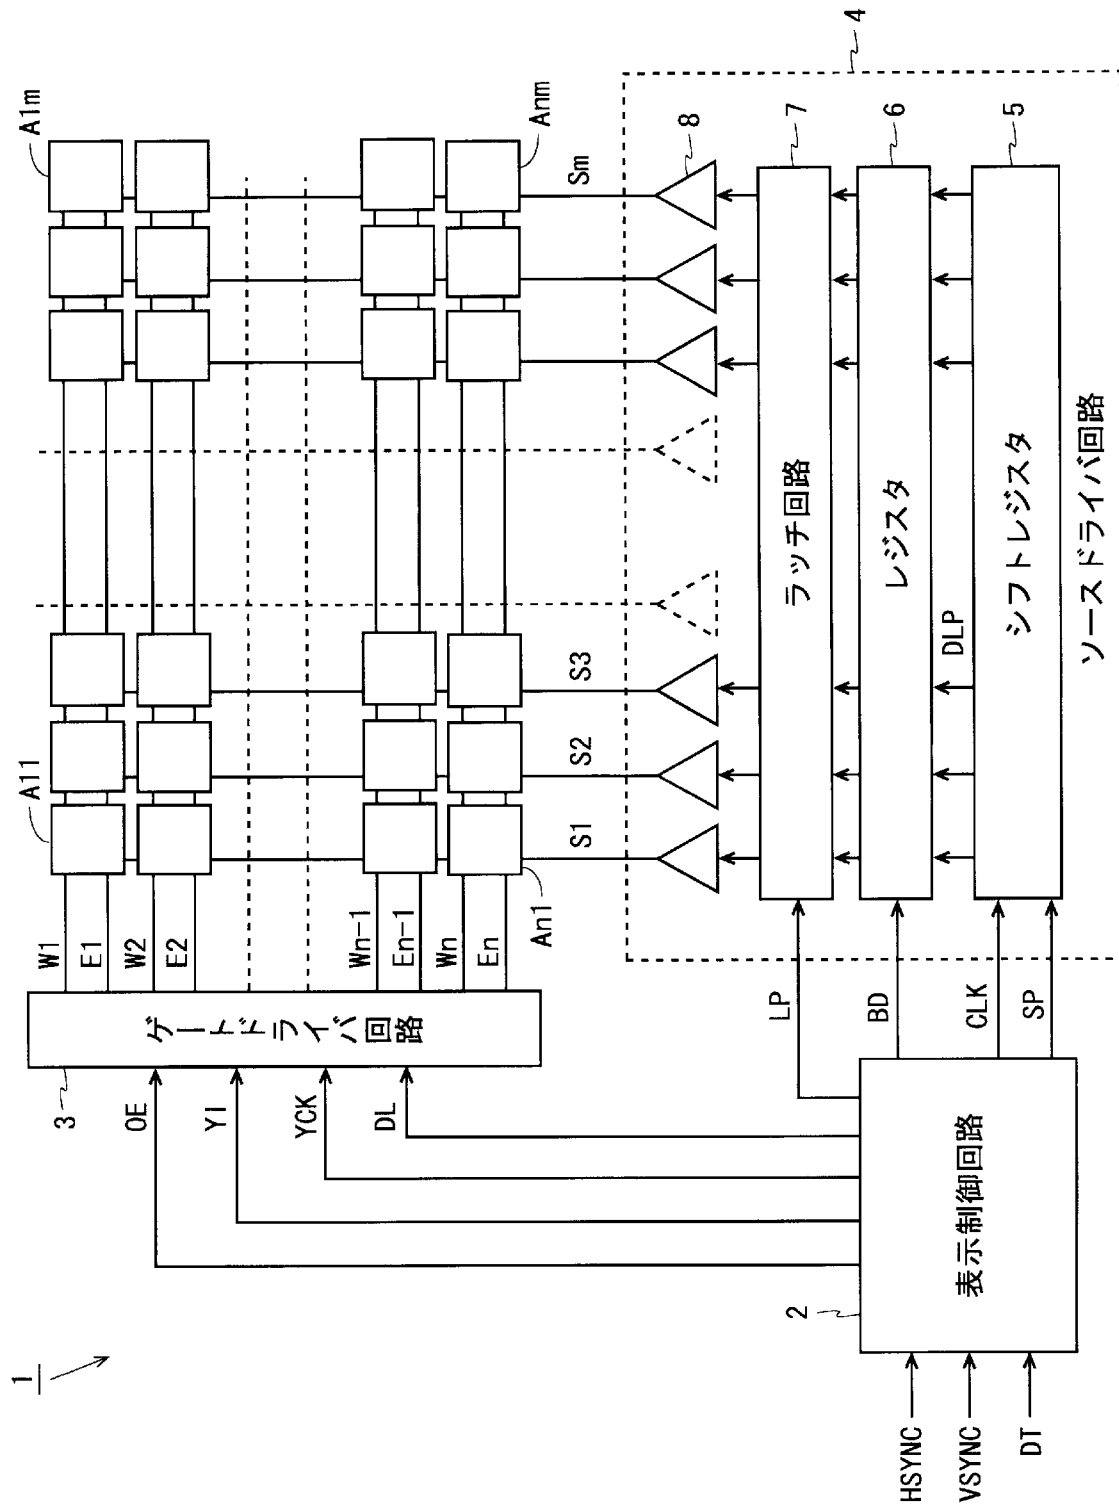 1
A11
A1m
W1
E1
W2
E2
Wn-1
En-1
Wn
En
An1
Anm
ゲートドライバ回路
3
OE
YI
YCK
DL
S1
S2
S3
Sm
4
8
ラッチ回路
7
レジスタ
6
DLP
シフトレジスタ
5
ソースドライバ回路
LP
BD
CLK
SP
2
表示制御回路
HSYNC
VSYNC
DT